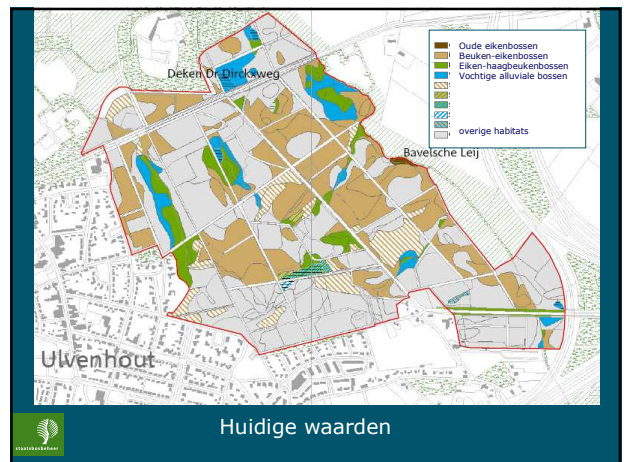 Oude eikenbossen
Beuken-eikenbossen
Eiken-haagbeukenbossen
Vochtige alluviale bossen
overige habitats
Deken Dr Dirckxweg
Bavelsche Leij
Ulvenhout
Huidige waarden
staatsbosbeheer